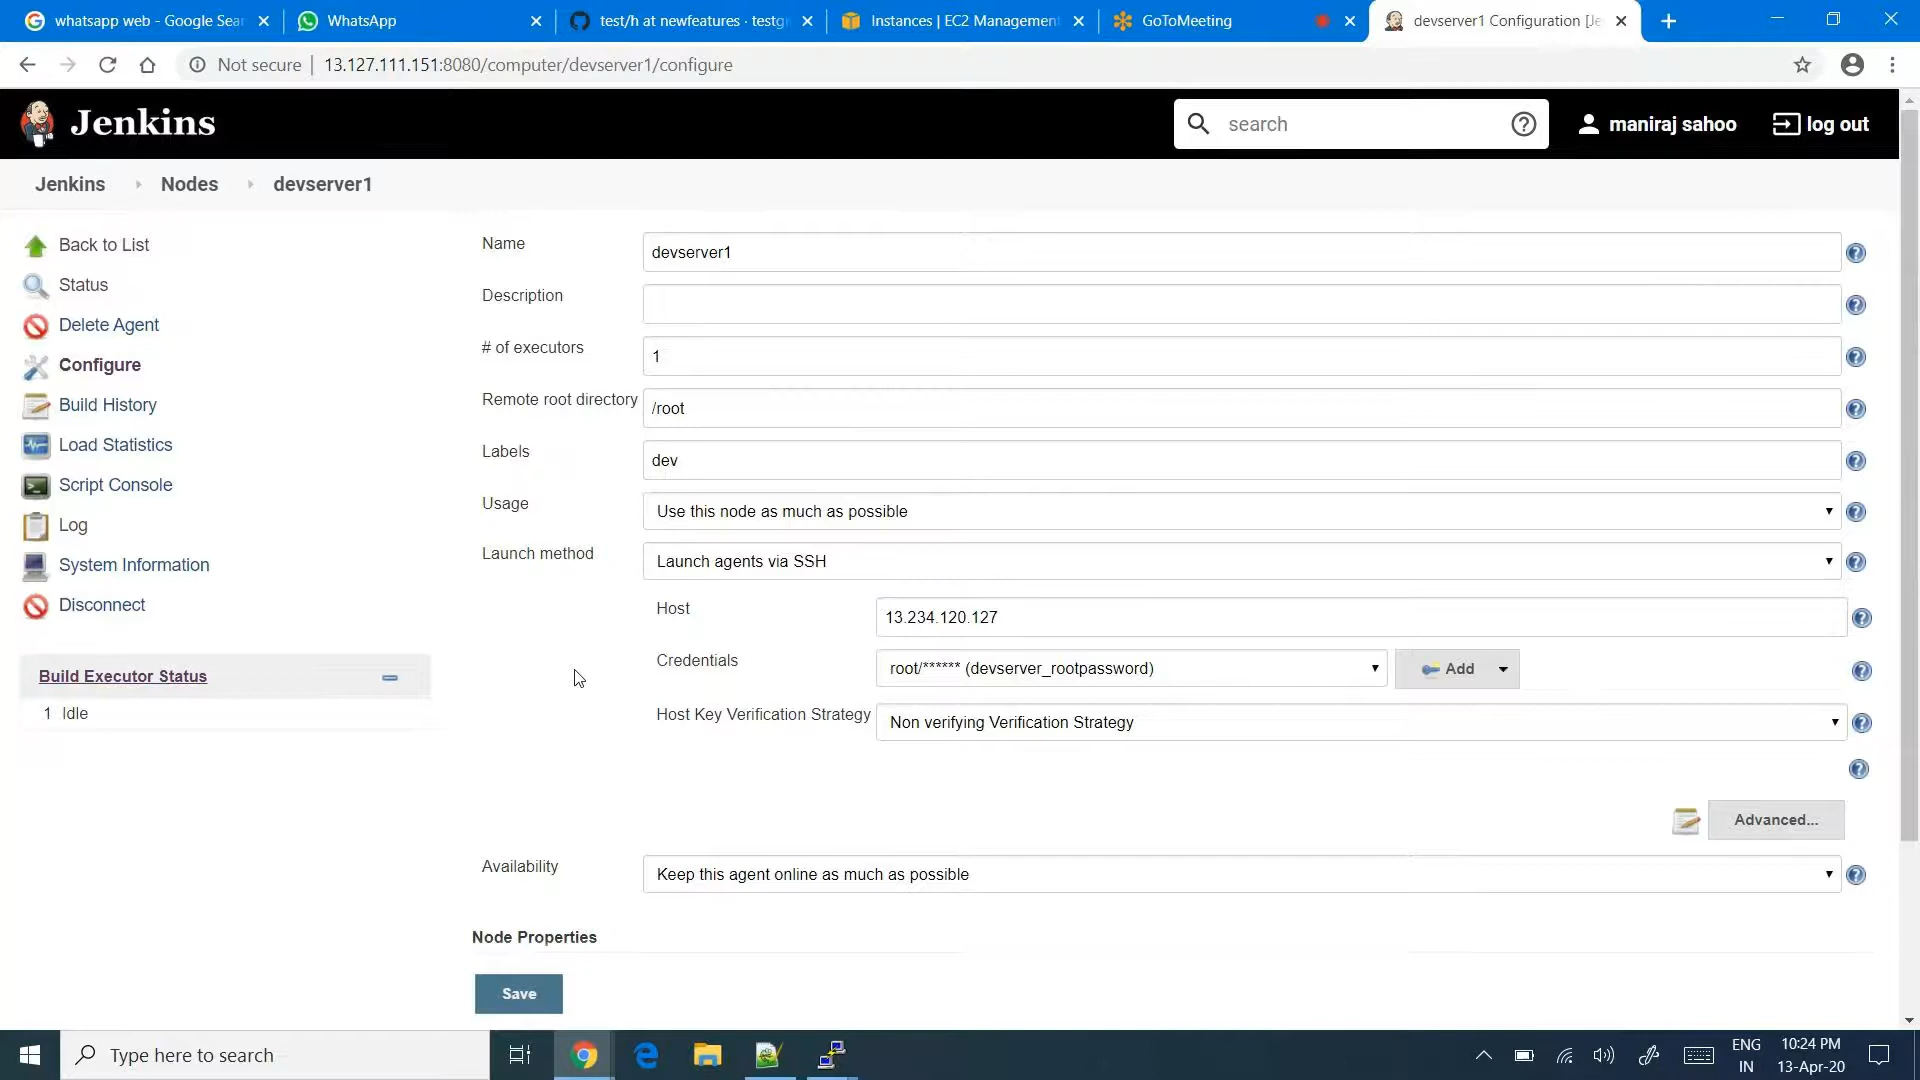 whatsapp web - Google Sear
WhatsApp
test/h at newfeatures · testg
Instances | EC2 Management
GoToMeeting
devserver1 Configuration [Je
Not secure | 13.127.111.151:8080/computer/devserver1/configure
Jenkins
search
maniraj sahoo
log out
Jenkins
Nodes
devserver1
Back to List
Status
Delete Agent
Configure
Build History
Load Statistics
Script Console
Log
System Information
Disconnect
Build Executor Status
1 Idle
Name
devserver1
Description
# of executors
1
Remote root directory
/root
Labels
dev
Usage
Use this node as much as possible
Launch method
Launch agents via SSH
Host
13.234.120.127
Credentials
root/****** (devserver_rootpassword)
Add
Host Key Verification Strategy
Non verifying Verification Strategy
Advanced...
Availability
Keep this agent online as much as possible
Node Properties
Save
Type here to search
ENG
IN
10:24 PM
13-Apr-20